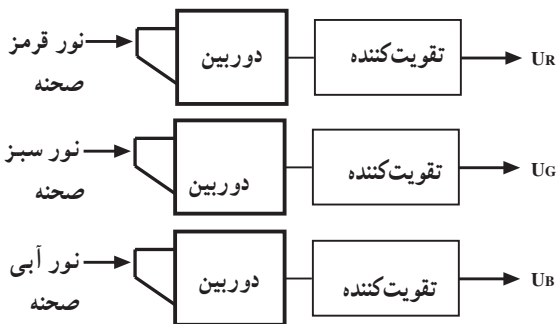 نور قرمز
صحنه
دوربین
تقویت‌کننده
UR
نور سبز
صحنه
دوربین
تقویت‌کننده
UG
نور آبی
صحنه
دوربین
تقویت‌کننده
UB